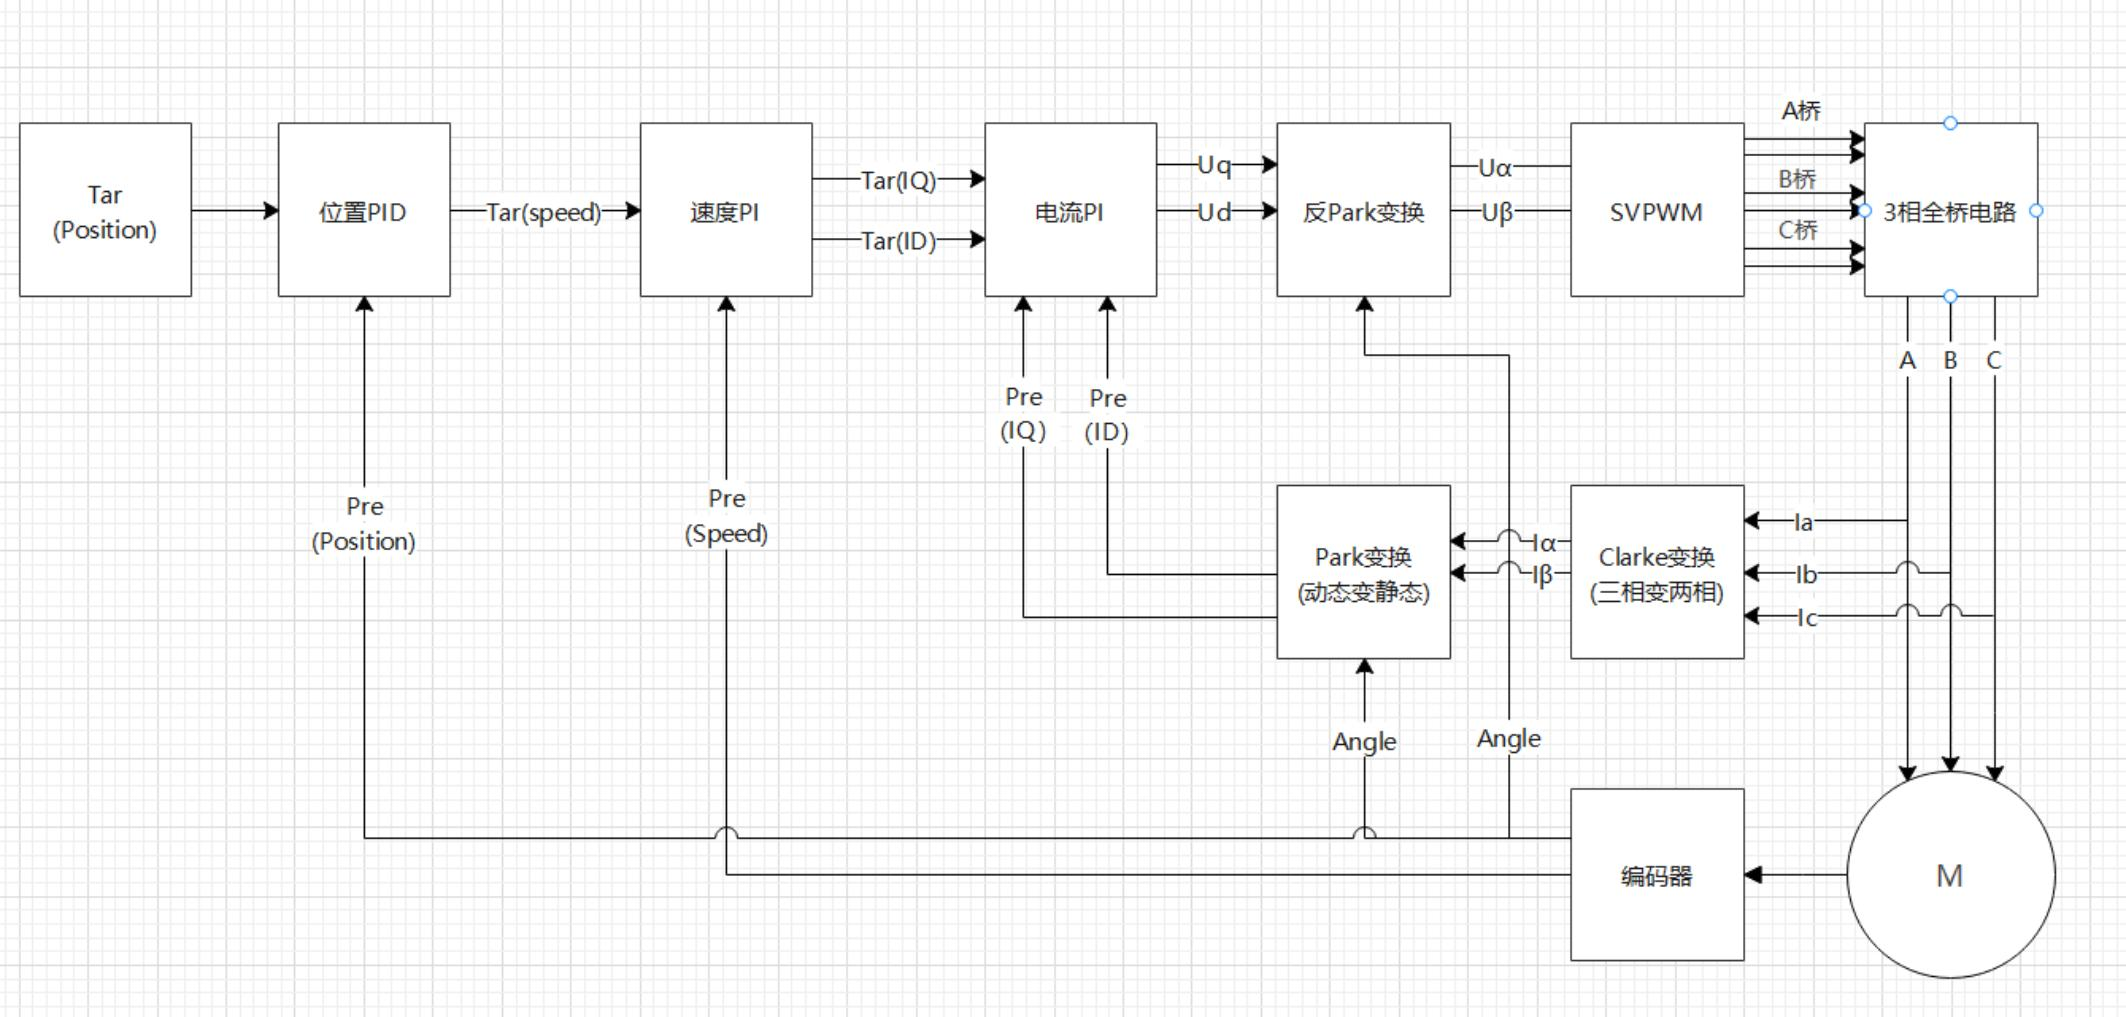 Tar
(Position)
位置PID
Tar(speed)
速度PI
Tar(IQ)
Tar(ID)
电流PI
Uq
Ud
反Park变换
Uα
Uβ
SVPWM
A桥
B桥
C桥
3相全桥电路
A
B
C
Pre
(Position)
Pre
(Speed)
Pre
(IQ)
Pre
(ID)
Park变换
(动态变静态)
Iα
Iβ
Clarke变换
(三相变两相)
Ia
Ib
Ic
Angle
Angle
编码器
M